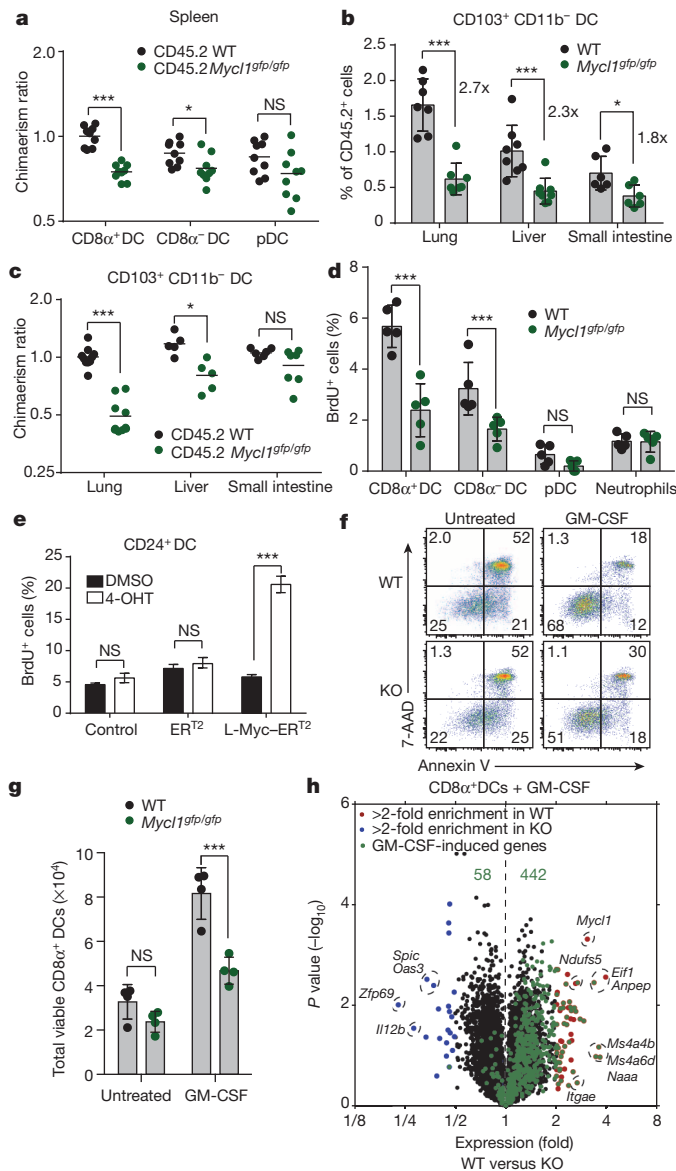 a
Spleen
CD45.2 WT
CD45.2 Mycl1gfp/gfp
Chimaerism ratio
2.0
1.0
0.5
***
*
NS
CD8α+ DC
CD8α− DC
pDC
b
CD103+ CD11b− DC
WT
Mycl1gfp/gfp
% of CD45.2+ cells
2.5
2.0
1.5
1.0
0.5
0
***
2.7x
***
2.3x
*
1.8x
Lung
Liver
Small intestine
c
CD103+ CD11b− DC
Chimaerism ratio
2.0
1.0
0.5
0.25
***
*
NS
CD45.2 WT
CD45.2 Mycl1gfp/gfp
Lung
Liver
Small intestine
d
BrdU+ cells (%)
8
6
4
2
0
***
***
NS
NS
WT
Mycl1gfp/gfp
CD8α+ DC
CD8α− DC
pDC
Neutrophils
e
CD24+ DC
DMSO
4-OHT
BrdU+ cells (%)
25
20
15
10
5
0
NS
NS
***
Control
ERT2
L-Myc–ERT2
f
Untreated
GM-CSF
WT
2.0
52
25
21
1.3
18
68
12
KO
1.3
52
22
25
1.1
30
51
18
7-AAD
Annexin V
g
WT
Mycl1gfp/gfp
Total viable CD8α+ DCs (×10⁴)
10
8
6
4
2
0
NS
***
Untreated
GM-CSF
h
CD8α+DCs + GM-CSF
>2-fold enrichment in WT
>2-fold enrichment in KO
GM-CSF-induced genes
58
442
P value (–log10)
6
4
2
0
Mycl1
Ndufs5
Eif1
Anpep
Spic
Oas3
Zfp69
Il12b
Ms4a4b
Ms4a6d
Naaa
Itgae
1/8
1/4
1/2
1
2
4
8
Expression (fold)
WT versus KO